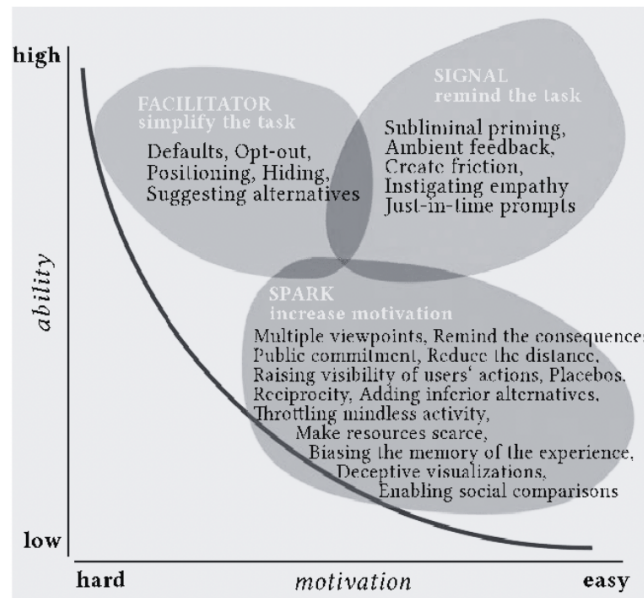 high
FACILITATOR
simplify the task
Defaults, Opt-out,
Positioning, Hiding,
Suggesting alternatives
SIGNAL
remind the task
Subliminal priming,
Ambient feedback,
Create friction,
Instigating empathy
Just-in-time prompts
ability
SPARK
increase motivation
Multiple viewpoints, Remind the consequences
Public commitment, Reduce the distance,
Raising visibility of users‘ actions, Placebos,
Reciprocity, Adding inferior alternatives,
Throttling mindless activity,
Make resources scarce,
Biasing the memory of the experience,
Deceptive visualizations,
Enabling social comparisons
low
hard motivation easy